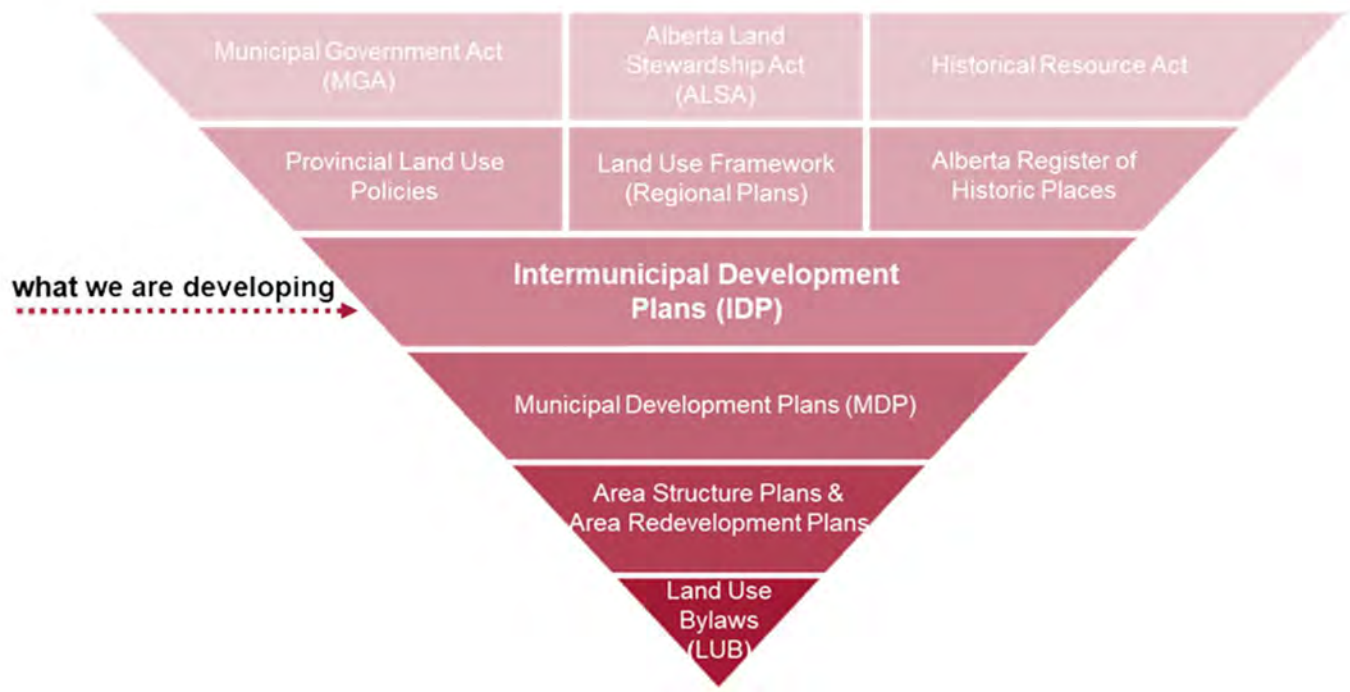 Municipal Government Act
(MGA)
Alberta Land
Stewardship Act
(ALSA)
Historical Resource Act
Provincial Land Use
Policies
Land Use Framework
(Regional Plans)
Alberta Register of
Historic Places
what we are developing
Intermunicipal Development
Plans (IDP)
Municipal Development Plans (MDP)
Area Structure Plans &
Area Redevelopment Plans
Land Use
Bylaws
(LUB)